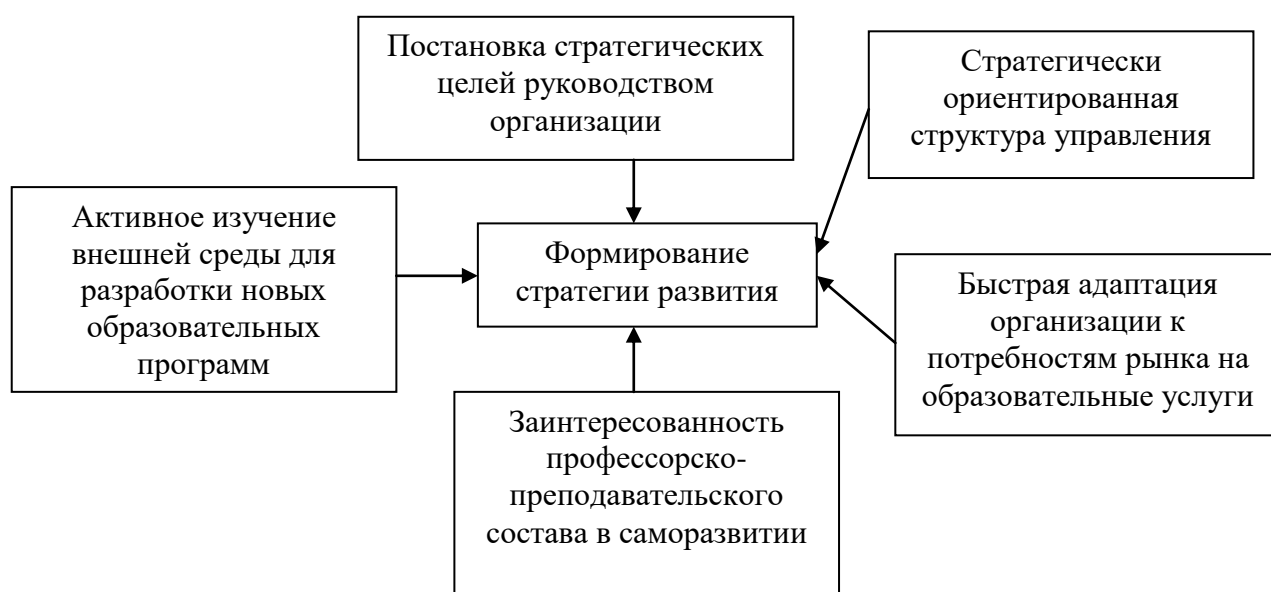 Постановка стратегических
целей руководством
организации
Стратегически
ориентированная
структура управления
Активное изучение
внешней среды для
разработки новых
образовательных
программ
Формирование
стратегии развития
Быстрая адаптация
организации к
потребностям рынка на
образовательные услуги
Заинтересованность
профессорско-
преподавательского
состава в саморазвитии